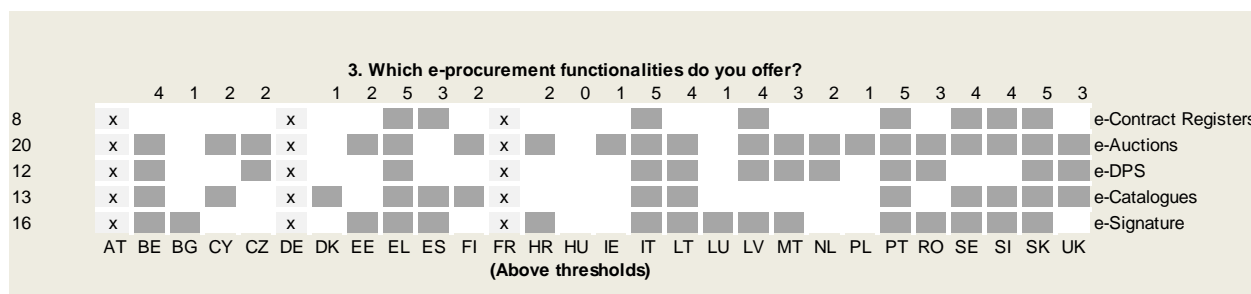 3. Which e-procurement functionalities do you offer?
4 1 2 2 1 2 5 3 2 2 0 1 5 4 1 4 3 2 1 5 3 4 4 5 3
8 x x x e-Contract Registers
20 x x x e-Auctions
12 x x x e-DPS
13 x x x e-Catalogues
16 x x x e-Signature
AT BE BG CY CZ DE DK EE EL ES FI FR HR HU IE IT LT LU LV MT NL PL PT RO SE SI SK UK
(Above thresholds)